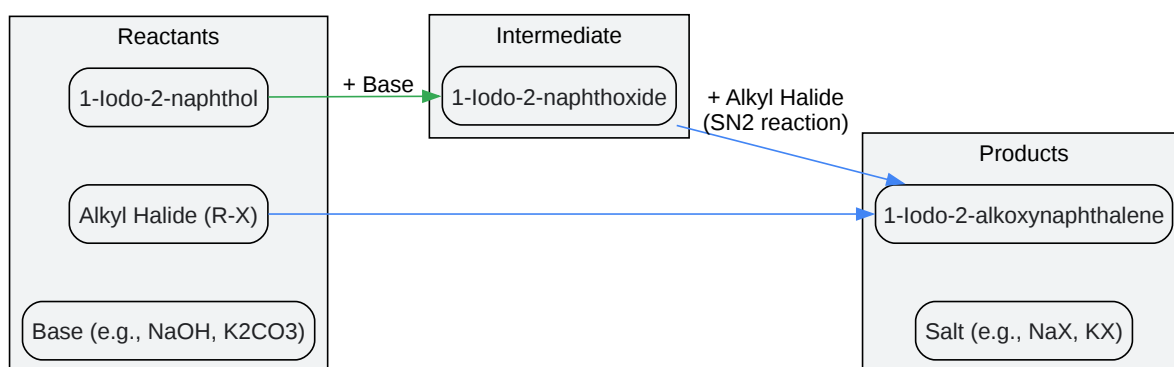 Reactants
1-Iodo-2-naphthol
Alkyl Halide (R-X)
Base (e.g., NaOH, K2CO3)
+ Base
Intermediate
1-Iodo-2-naphthoxide
+ Alkyl Halide
(SN2 reaction)
Products
1-Iodo-2-alkoxynaphthalene
Salt (e.g., NaX, KX)